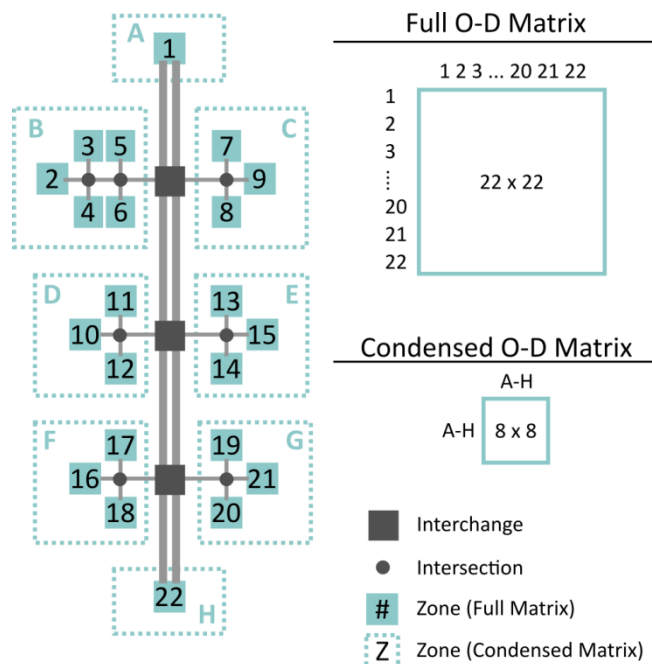 A
1
B
3 5
2
4 6
C
7
9
8
D
11
10
12
E
13
15
14
F
17
16
18
G
19
21
20
22
H
Full O-D Matrix
1 2 3 ... 20 21 22
1
2
3
⋮
20
21
22
22 x 22
Condensed O-D Matrix
A-H
A-H
8 x 8
Interchange
Intersection
# Zone (Full Matrix)
Z Zone (Condensed Matrix)